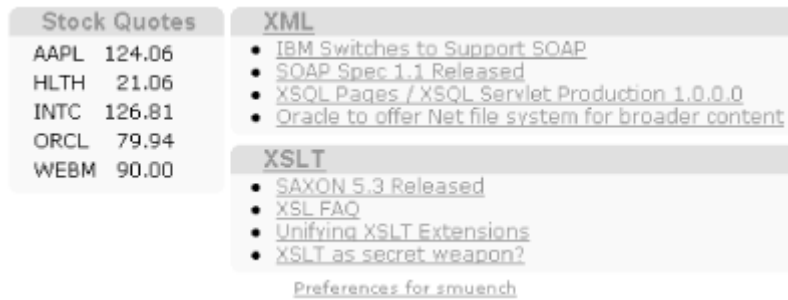 Stock Quotes
AAPL 124.06
HLTH 21.06
INTC 126.81
ORCL 79.94
WEBM 90.00
XML
IBM Switches to Support SOAP
SOAP Spec 1.1 Released
XSQL Pages / XSQL Servlet Production 1.0.0.0
Oracle to offer Net file system for broader content
XSLT
SAXON 5.3 Released
XSL FAQ
Unifying XSLT Extensions
XSLT as secret weapon?
Preferences for smuench